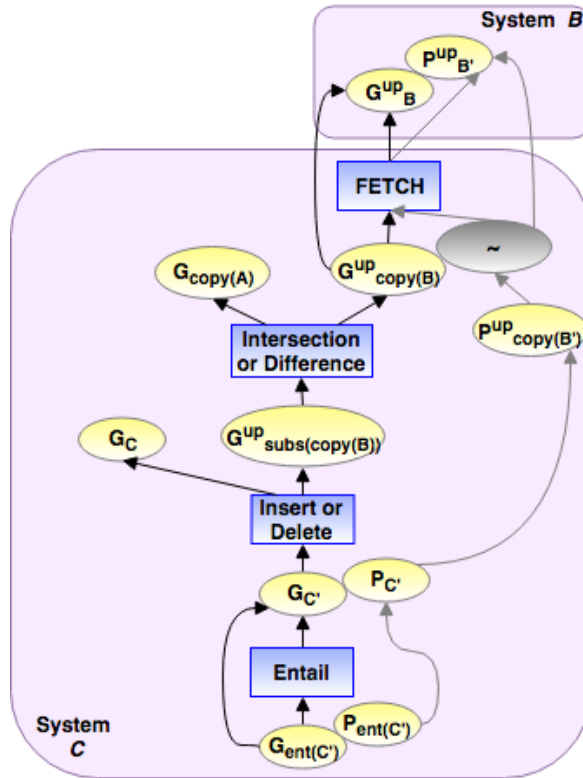 System B
P^up_B'
G^up_B
FETCH
~
G_copy(A)
G^up_copy(B)
P^up_copy(B')
Intersection
or Difference
G_C
G^up_subs(copy(B))
Insert or
Delete
G_C'
P_C'
Entail
System
C
P_ent(C')
G_ent(C')